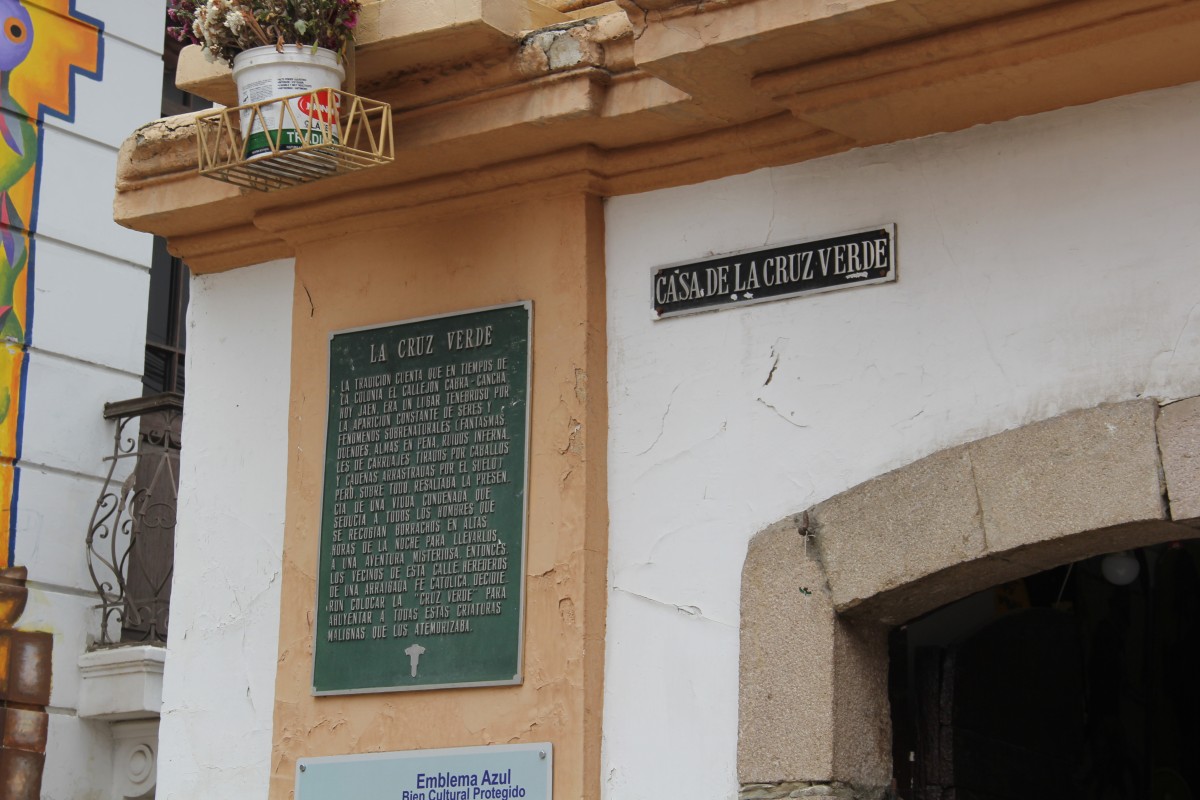 CASA DE LA CRUZ VERDE
LA CRUZ VERDE
LA TRADICION CUENTA QUE EN TIEMPOS DE
LA COLONIA EL CALLEJON CABRA-CANCHA,
HOY JAEN, ERA UN LUGAR TENEBROSO POR
LA APARICION CONSTANTE DE SERES Y
FENOMENOS SOBRENATURALES (FANTASMAS,
DUENDES, ALMAS EN PENA, RUIDOS INFERNA.
LES DE CARRUAJES TIRADOS POR CABALLOS
Y CADENAS ARRASTRADAS POR EL SUELO)
PERO, SOBRE TODO, RESALTABA LA PRESEN.
CIA DE UNA VIUDA CONDENADA QUE
SEDUCIA A TODOS LOS HOMBRES QUE
SE RECOGIAN BORRACHOS EN ALTAS
HORAS DE LA NOCHE PARA LLEVARLOS
A UNA AVENTURA MISTERIOSA. ENTONCES,
LOS VECINOS DE ESTA CALLE, HEREDEROS
DE UNA ARRAIGADA FE CATOLICA, DECIDIE.
RON COLOCAR LA "CRUZ VERDE" PARA
AHUYENTAR A TODAS ESTAS CRIATURAS
MALIGNAS QUE LOS ATEMORIZABA.
Emblema Azul
Bien Cultural Protegido